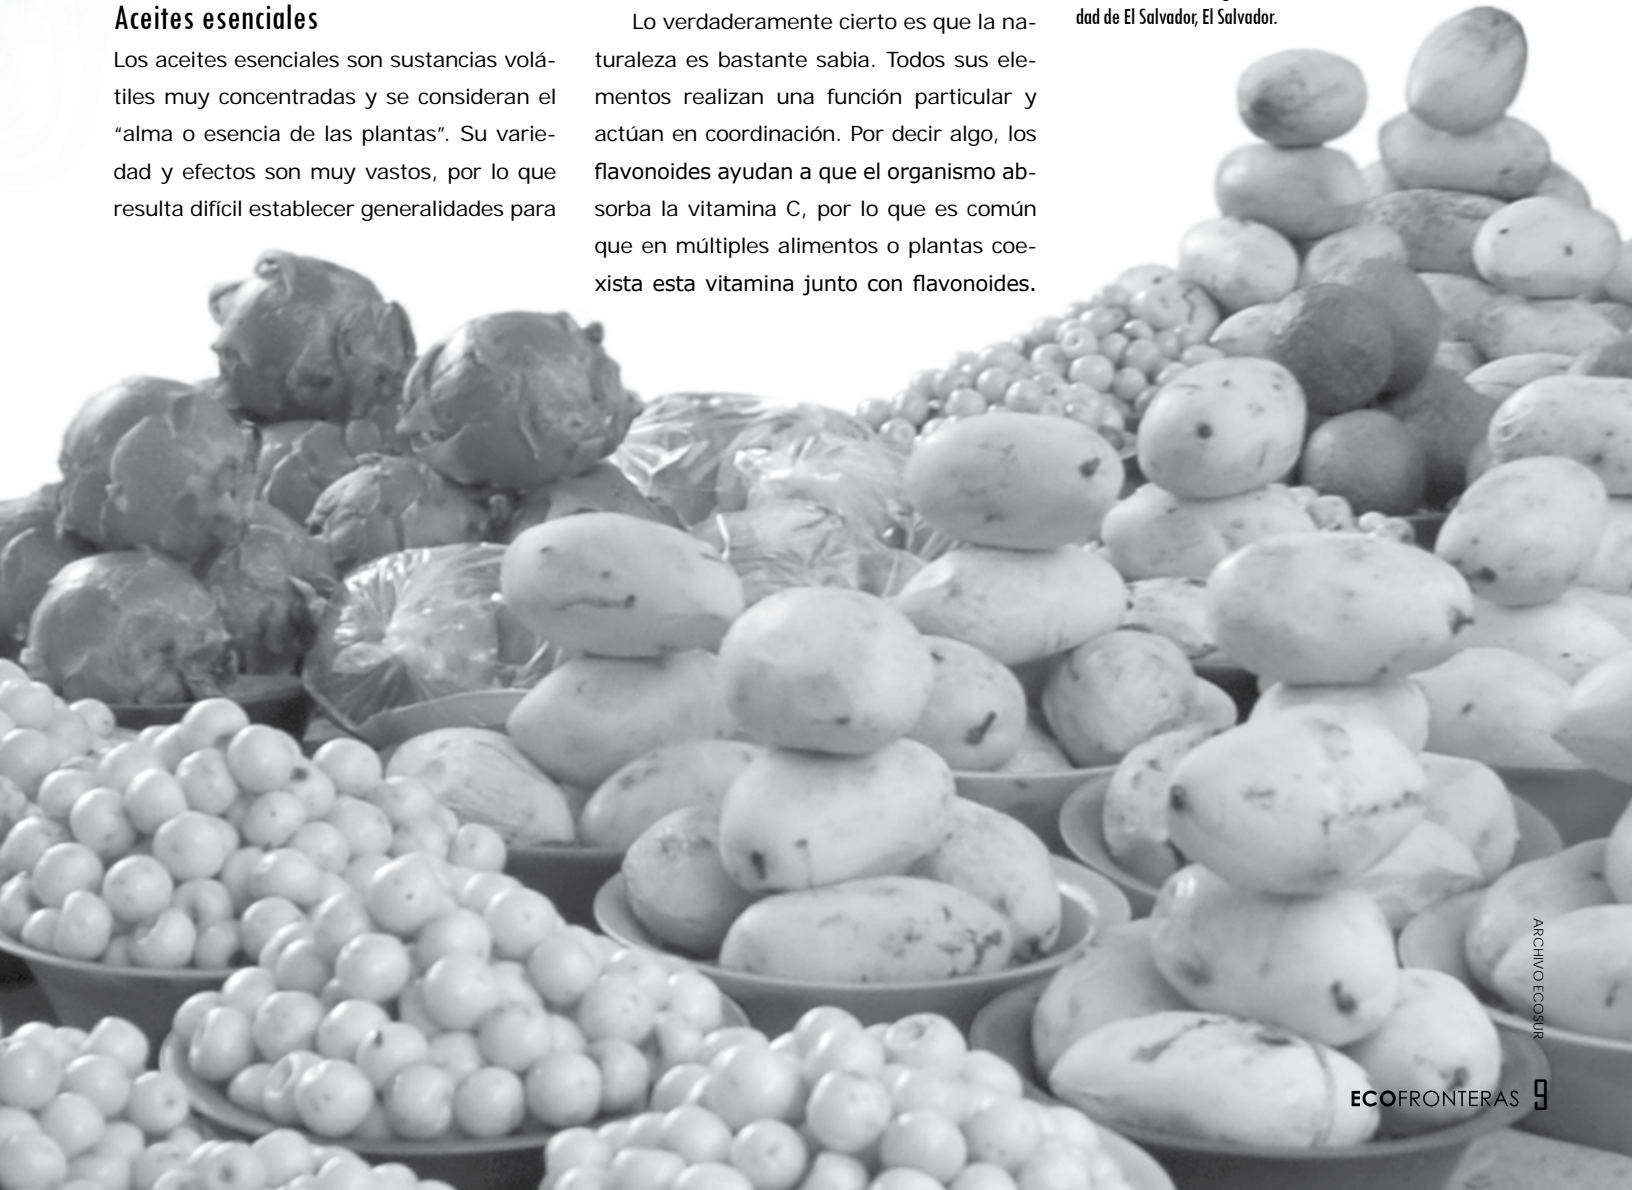 Aceites esenciales
Los aceites esenciales son sustancias volá-
tiles muy concentradas y se consideran el
“alma o esencia de las plantas”. Su varie-
dad y efectos son muy vastos, por lo que
resulta difícil establecer generalidades para
Lo verdaderamente cierto es que la na-
turaleza es bastante sabia. Todos sus ele-
mentos realizan una función particular y
actúan en coordinación. Por decir algo, los
flavonoides ayudan a que el organismo ab-
sorba la vitamina C, por lo que es común
que en múltiples alimentos o plantas coe-
xista esta vitamina junto con flavonoides.
dad de El Salvador, El Salvador.
ARCHIVO ECOSUR
ECOFRONTERAS 9